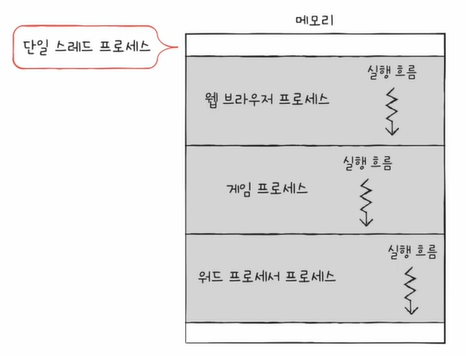 메모리
단일 스레드 프로세스
실행 흐름
웹 브라우저 프로세스
실행 흐름
게임 프로세스
실행 흐름
워드 프로세서 프로세스